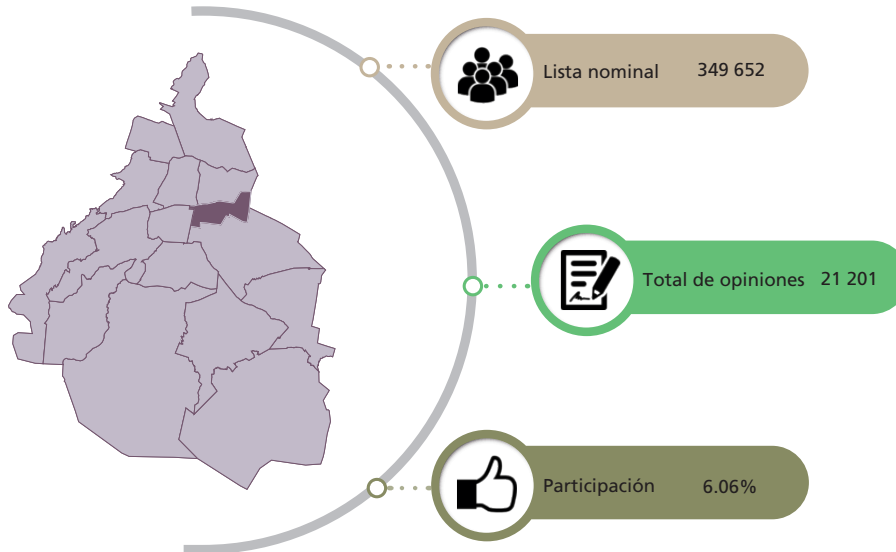 Lista nominal 349 652
Total de opiniones 21 201
Participación 6.06%